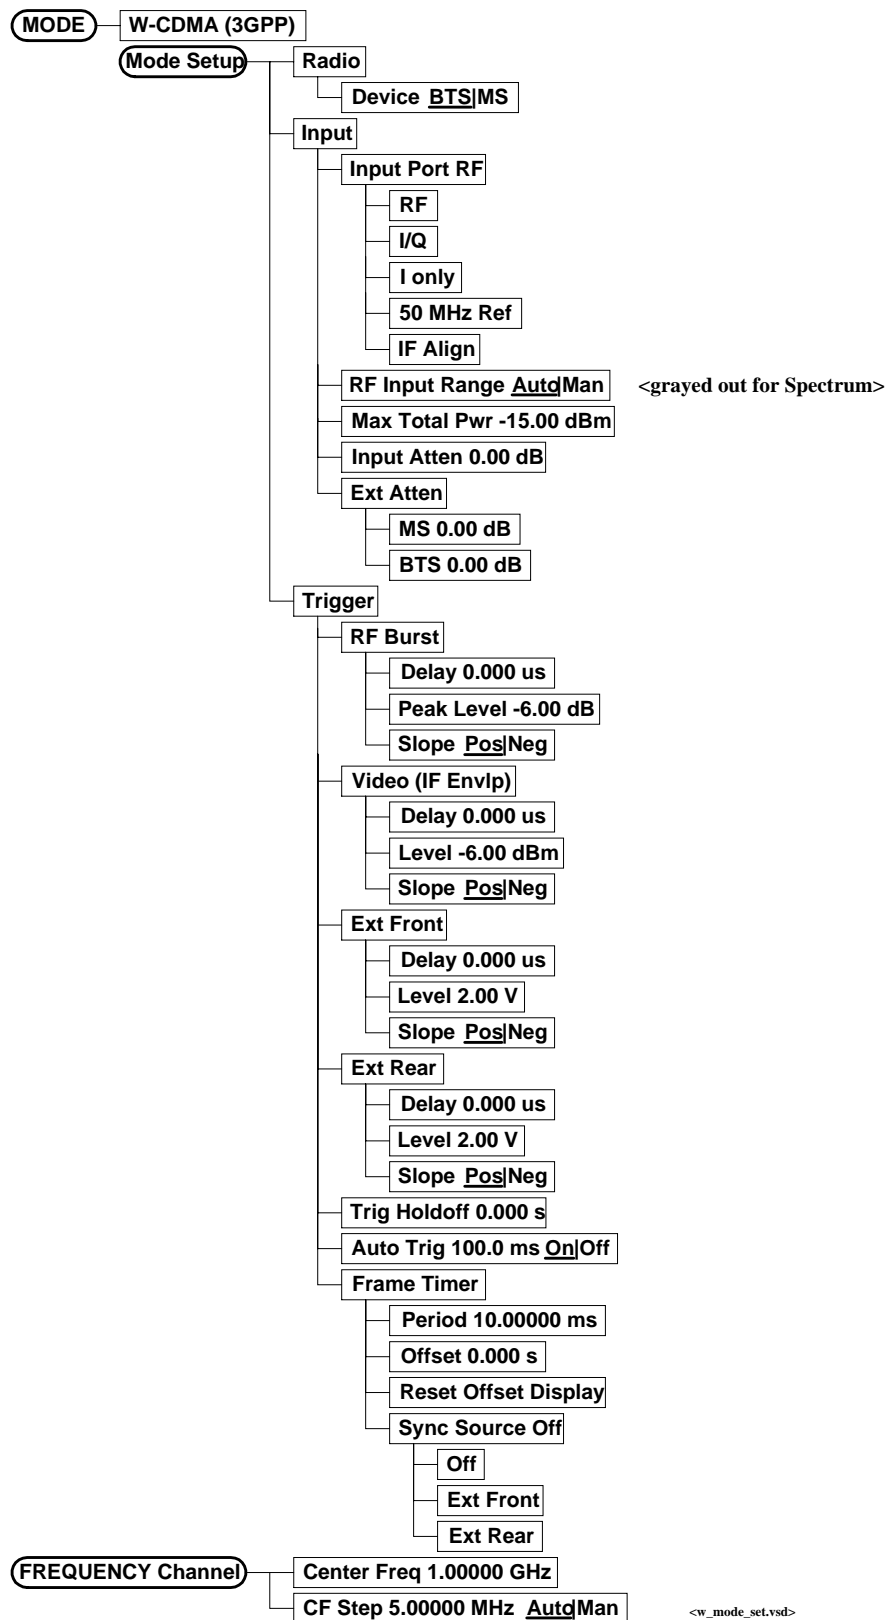 MODE W-CDMA (3GPP)
Mode Setup Radio
Device BTS|MS
Input
Input Port RF
RF
I/Q
I only
50 MHz Ref
IF Align
RF Input Range Auto|Man <grayed out for Spectrum>
Max Total Pwr -15.00 dBm
Input Atten 0.00 dB
Ext Atten
MS 0.00 dB
BTS 0.00 dB
Trigger
RF Burst
Delay 0.000 us
Peak Level -6.00 dB
Slope Pos|Neg
Video (IF Envlp)
Delay 0.000 us
Level -6.00 dBm
Slope Pos|Neg
Ext Front
Delay 0.000 us
Level 2.00 V
Slope Pos|Neg
Ext Rear
Delay 0.000 us
Level 2.00 V
Slope Pos|Neg
Trig Holdoff 0.000 s
Auto Trig 100.0 ms On|Off
Frame Timer
Period 10.00000 ms
Offset 0.000 s
Reset Offset Display
Sync Source Off
Off
Ext Front
Ext Rear
FREQUENCY Channel Center Freq 1.00000 GHz
CF Step 5.00000 MHz Auto|Man <w_mode_set.vsd>